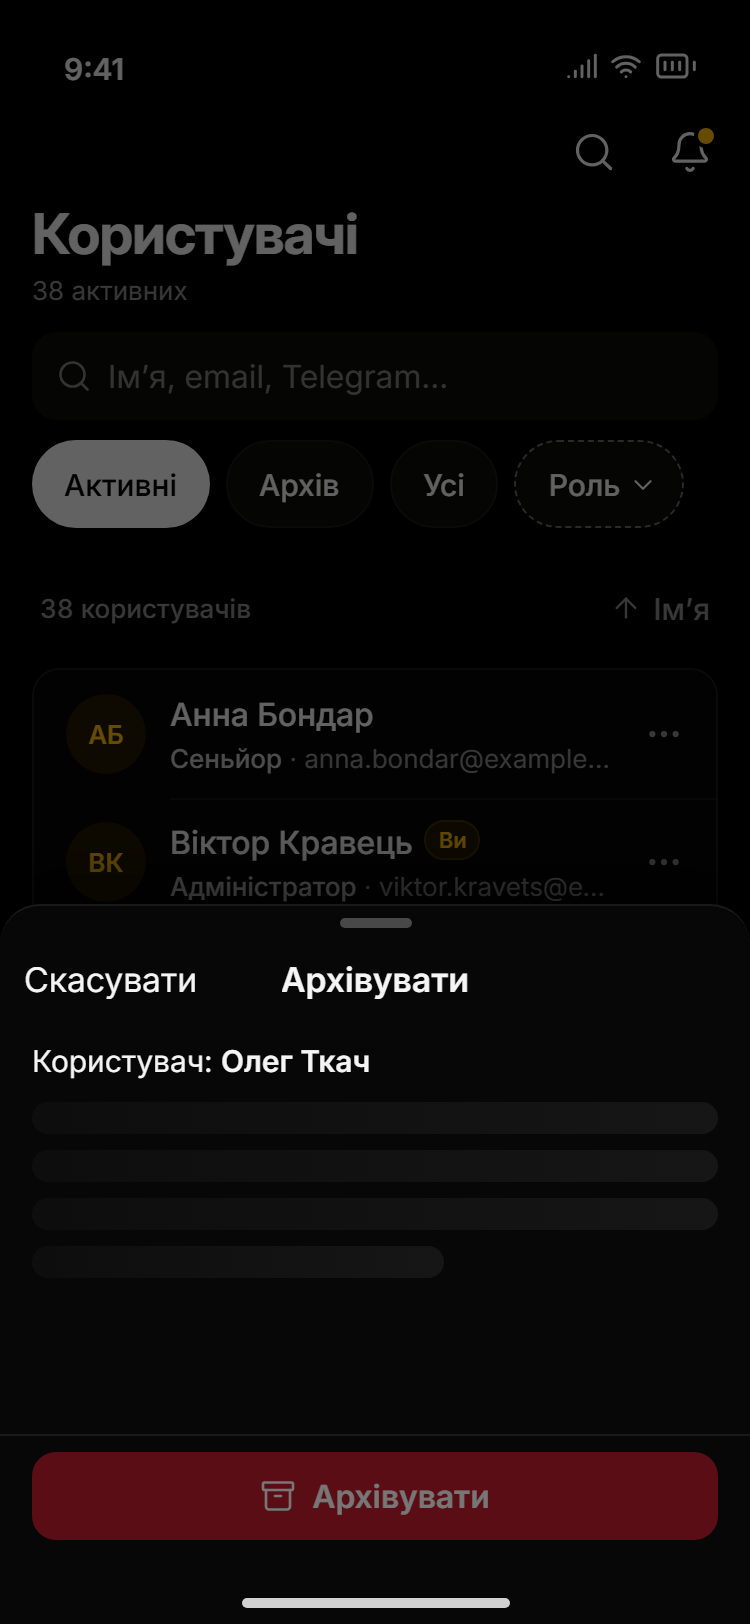 9:41
Користувачі
38 активних
Ім’я, email, Telegram...
Активні Архів Усі Роль
38 користувачів Ім’я
АБ Анна Бондар
Сеньйор · anna.bondar@example...
ВК Віктор Кравець Ви
Адміністратор · viktor.kravets@e...
Скасувати Архівувати
Користувач: Олег Ткач
Архівувати